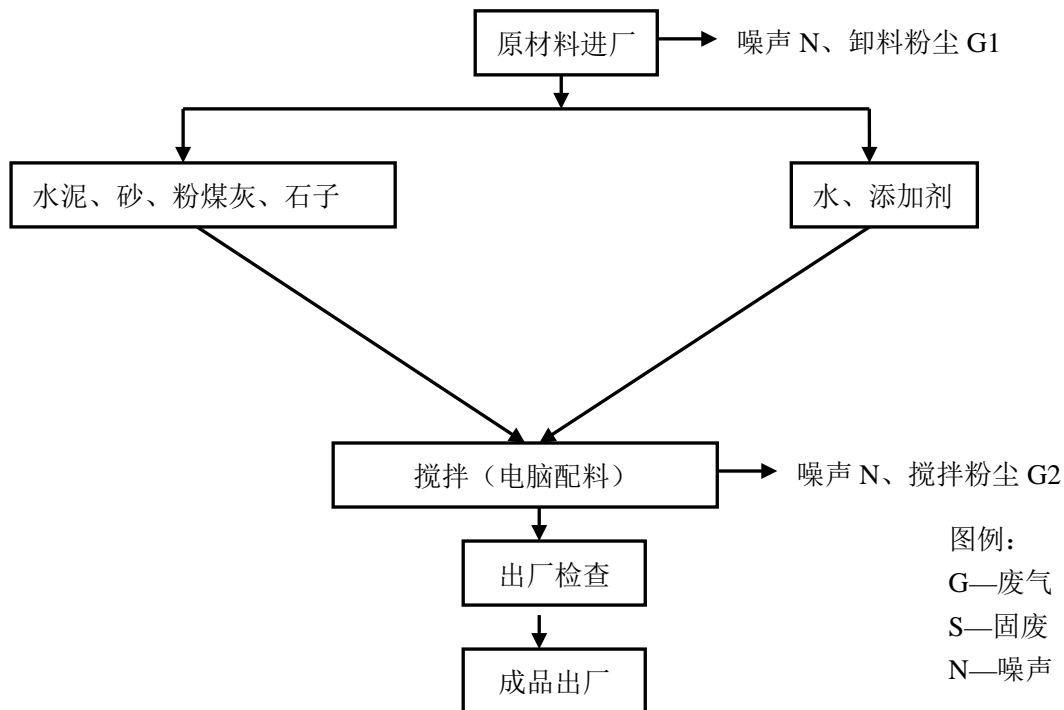 原材料进厂
噪声 N、卸料粉尘 G1
水泥、砂、粉煤灰、石子
水、添加剂
搅拌（电脑配料）
噪声 N、搅拌粉尘 G2
出厂检查
成品出厂
图例：
G—废气
S—固废
N—噪声